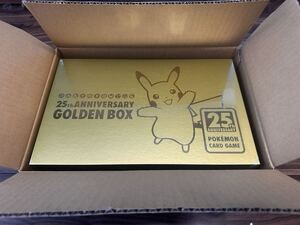 25th ANNIVERSARY
GOLDEN BOX
25th
ANNIVERSARY
POKÉMON
CARD GAME